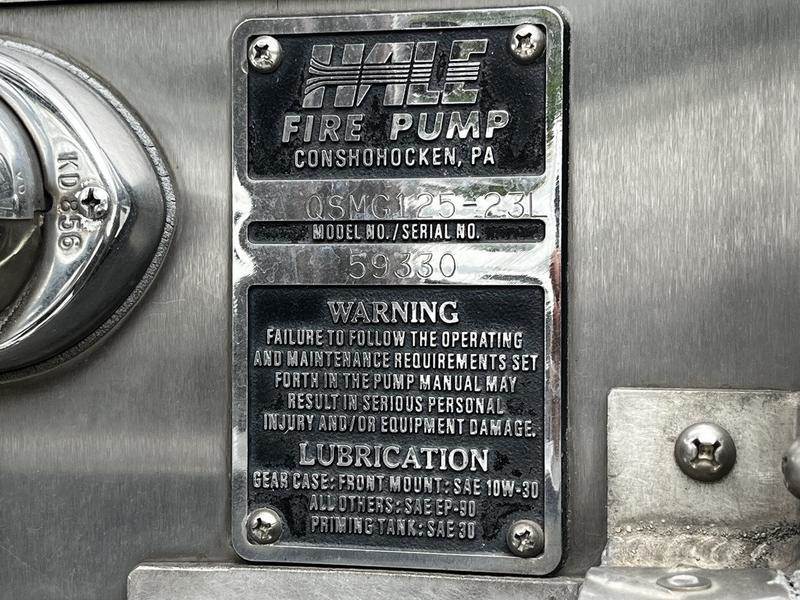 HALE
FIRE PUMP
CONSHOHOCKEN, PA
QSMG125-23L
MODEL NO./SERIAL NO.
59330
WARNING
FAILURE TO FOLLOW THE OPERATING
AND MAINTENANCE REQUIREMENTS SET
FORTH IN THE PUMP MANUAL MAY
RESULT IN SERIOUS PERSONAL
INJURY AND/OR EQUIPMENT DAMAGE.
LUBRICATION
GEAR CASE: FRONT MOUNT: SAE 10W-30
ALL OTHERS: SAE EP-90
PRIMING TANK: SAE 30
KD 856